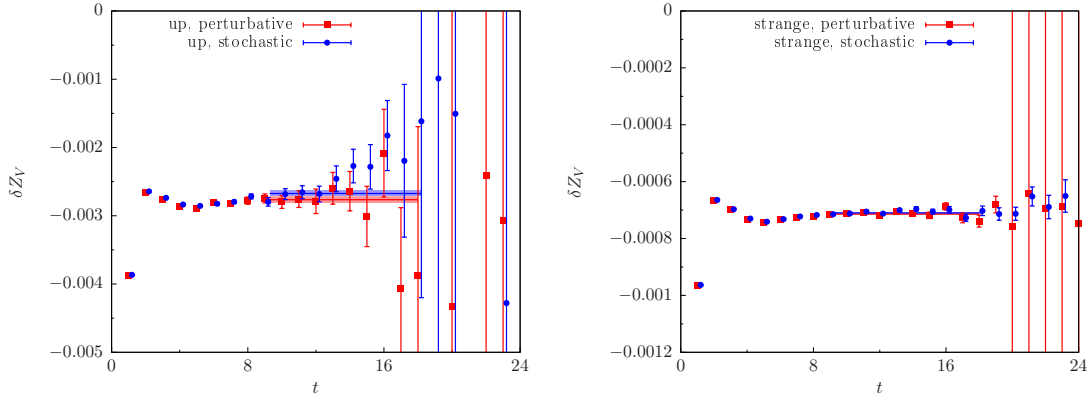 up, perturbative
up, stochastic
0
−0.001
−0.002
−0.003
−0.004
−0.005
δZ_V
0 8 16 24
t
strange, perturbative
strange, stochastic
0
−0.0002
−0.0004
−0.0006
−0.0008
−0.001
−0.0012
δZ_V
0 8 16 24
t